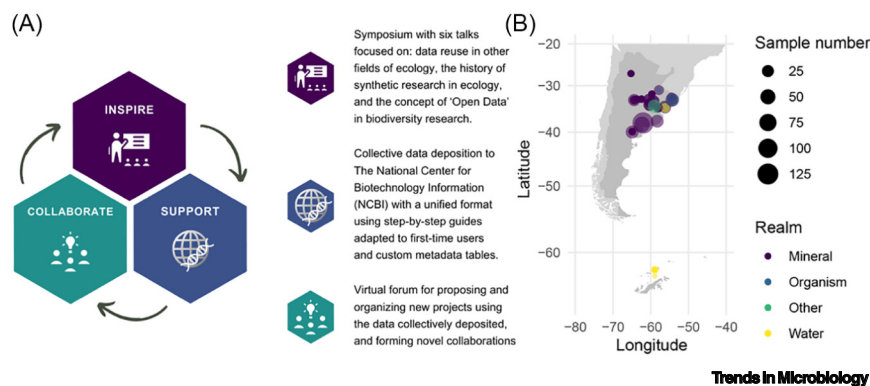 (A)
INSPIRE
COLLABORATE
SUPPORT
Symposium with six talks
focused on: data reuse in other
fields of ecology, the history of
synthetic research in ecology,
and the concept of 'Open Data'
in biodiversity research.
Collective data deposition to
The National Center for
Biotechnology Information
(NCBI) with a unified format
using step-by-step guides
adapted to first-time users
and custom metadata tables.
Virtual forum for proposing and
organizing new projects using
the data collectively deposited,
and forming novel collaborations
(B)
−20
−30
−40
−50
−60
Latitude
−80
−70
−60
−50
−40
Longitude
Sample number
25
50
75
100
125
Realm
Mineral
Organism
Other
Water
Trends in Microbiology